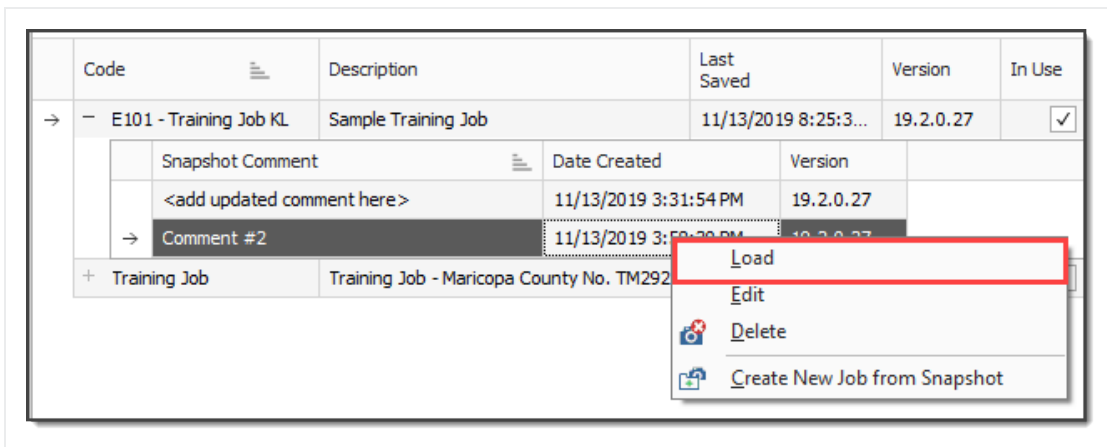 Code Description Last Saved Version In Use
E101 - Training Job KL Sample Training Job 11/13/2019 8:25:3... 19.2.0.27
Snapshot Comment Date Created Version
<add updated comment here> 11/13/2019 3:31:54 PM 19.2.0.27
Comment #2 11/13/2019
Load
Training Job Training Job - Maricopa County No. TM292
Edit
Delete
Create New Job from Snapshot